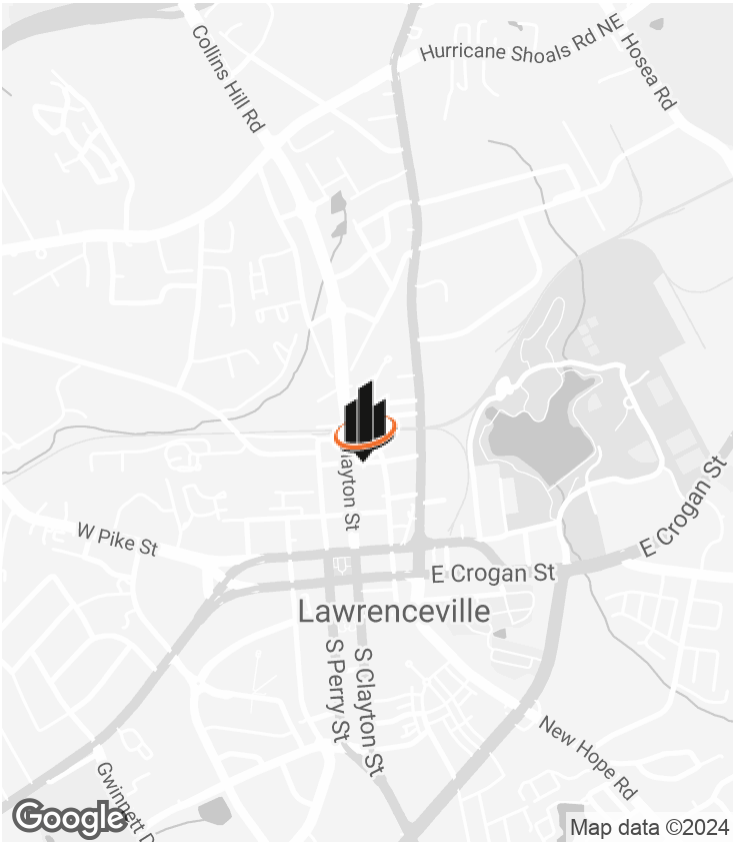 Hurricane Shoals Rd NE
Collins Hill Rd
Hosea Rd
layton St
W Pike St
E Crogan St
E Crogan St
Lawrenceville
S Perry St
S Clayton St
New Hope Rd
Gwinnett D
Google
Map data ©2024